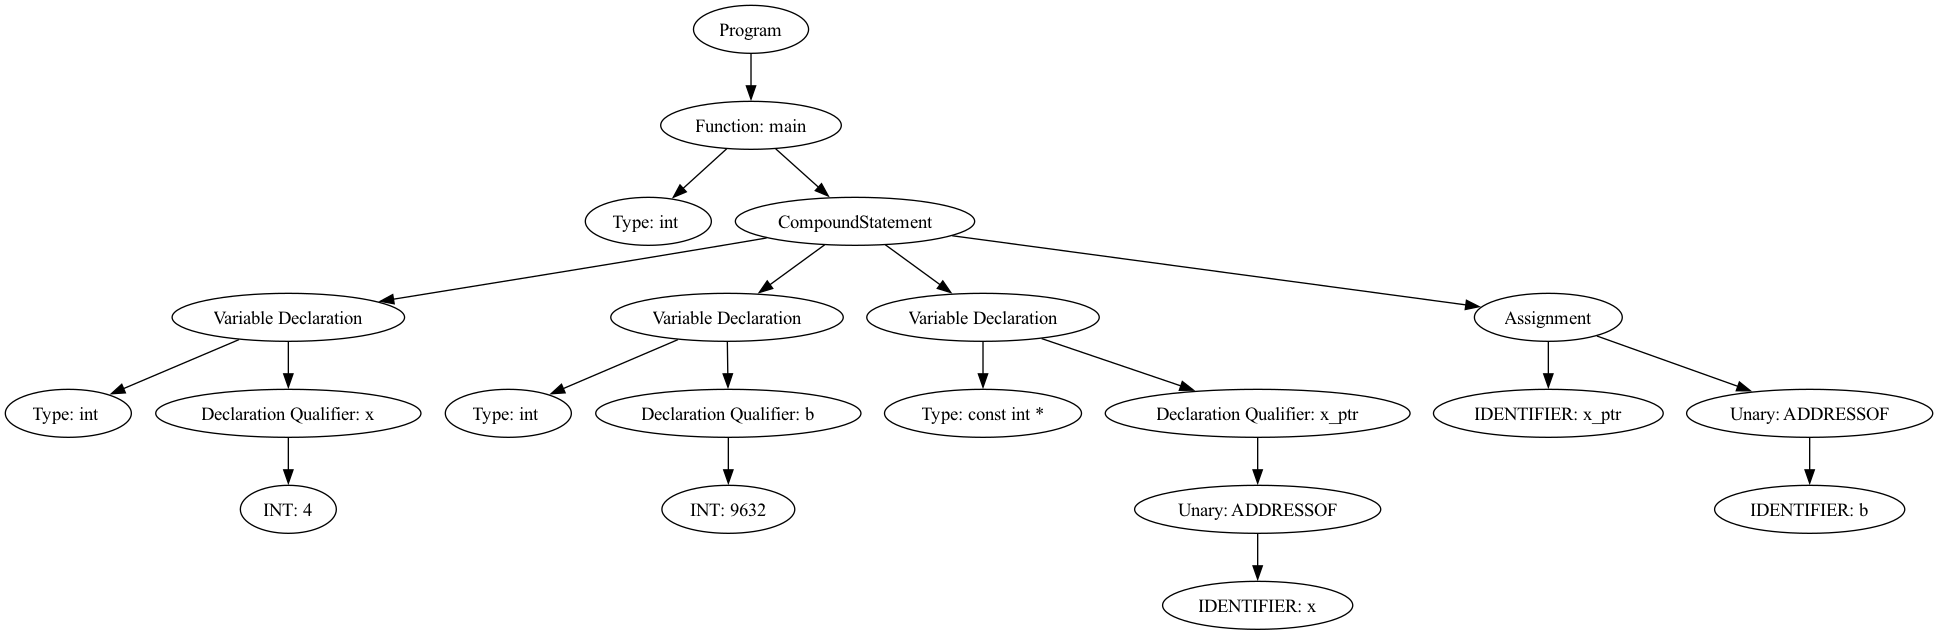 Program
Function: main
Type: int
CompoundStatement
Variable Declaration
Variable Declaration
Variable Declaration
Assignment
Type: int
Declaration Qualifier: x
Type: int
Declaration Qualifier: b
Type: const int *
Declaration Qualifier: x_ptr
IDENTIFIER: x_ptr
Unary: ADDRESSOF
INT: 4
INT: 9632
Unary: ADDRESSOF
IDENTIFIER: b
IDENTIFIER: x